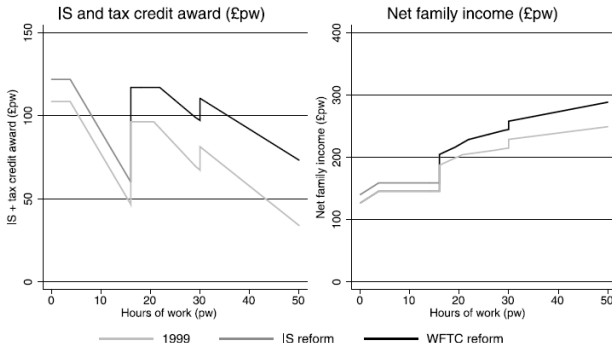 IS and tax credit award (£pw)
IS + tax credit award (£pw)
150
100
50
0
0 10 20 30 40 50
Hours of work (pw)
Net family income (£pw)
Net family income (£pw)
400
300
200
100
0
0 10 20 30 40 50
Hours of work (pw)
1999 IS reform WFTC reform